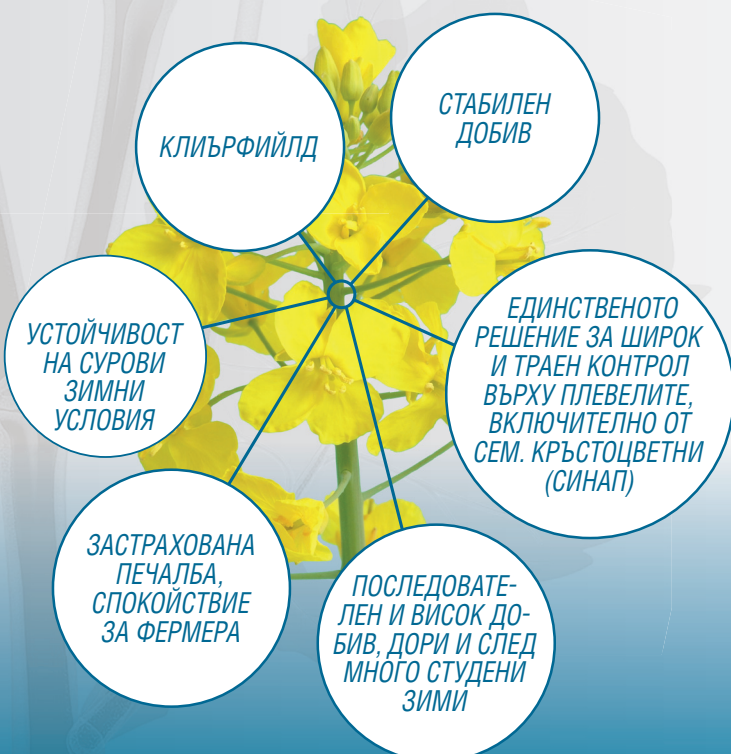 КЛИЪРФИЙЛД
СТАБИЛЕН
ДОБИВ
УСТОЙЧИВОСТ
НА СУРОВИ
ЗИМНИ
УСЛОВИЯ
ЕДИНСТВЕНОТО
РЕШЕНИЕ ЗА ШИРОК
И ТРАЕН КОНТРОЛ
ВЪРХУ ПЛЕВЕЛИТЕ,
ВКЛЮЧИТЕЛНО ОТ
СЕМ. КРЪСТОЦВЕТНИ
(СИНАП)
ЗАСТРАХОВАНА
ПЕЧАЛБА,
СПОКОЙСТВИЕ
ЗА ФЕРМЕРА
ПОСЛЕДОВАТЕ-
ЛЕН И ВИСОК ДО-
БИВ, ДОРИ И СЛЕД
МНОГО СТУДЕНИ
ЗИМИ